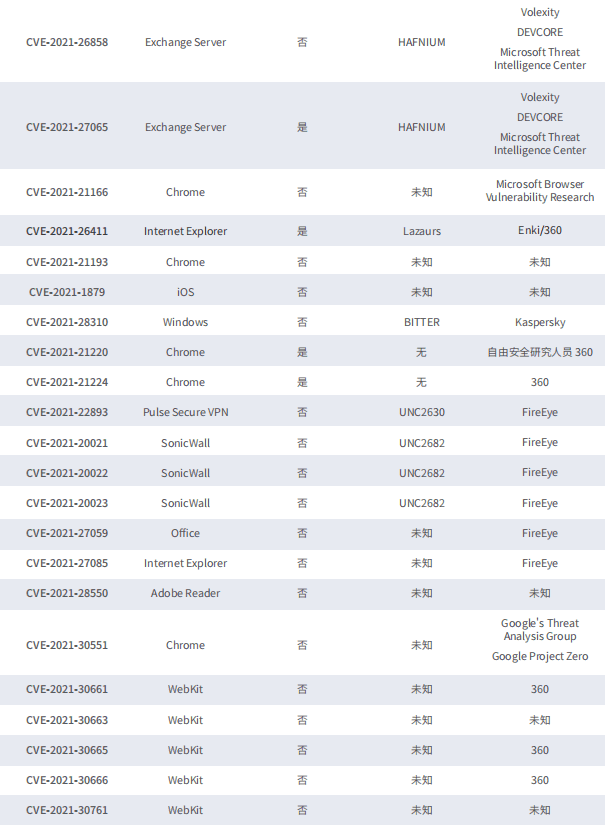 Volexity
DEVCORE
CVE-2021-26858 Exchange Server 否 HAFNIUM Microsoft Threat
Intelligence Center
Volexity
DEVCORE
CVE-2021-27065 Exchange Server 是 HAFNIUM Microsoft Threat
Intelligence Center
Microsoft Browser
CVE-2021-21166 Chrome 否 未知 Vulnerability Research
CVE-2021-26411 Internet Explorer 是 Lazaurs Enki/360
CVE-2021-21193 Chrome 否 未知 未知
CVE-2021-1879 iOS 否 未知 未知
CVE-2021-28310 Windows 否 BITTER Kaspersky
CVE-2021-21220 Chrome 是 无 自由安全研究人员 360
CVE-2021-21224 Chrome 是 无 360
CVE-2021-22893 Pulse Secure VPN 否 UNC2630 FireEye
CVE-2021-20021 SonicWall 否 UNC2682 FireEye
CVE-2021-20022 SonicWall 否 UNC2682 FireEye
CVE-2021-20023 SonicWall 否 UNC2682 FireEye
CVE-2021-27059 Office 否 未知 FireEye
CVE-2021-27085 Internet Explorer 否 未知 FireEye
CVE-2021-28550 Adobe Reader 否 未知 未知
Google's Threat
Analysis Group
CVE-2021-30551 Chrome 否 未知 Google Project Zero
CVE-2021-30661 WebKit 否 未知 360
CVE-2021-30663 WebKit 否 未知 未知
CVE-2021-30665 WebKit 否 未知 360
CVE-2021-30666 WebKit 否 未知 360
CVE-2021-30761 WebKit 否 未知 未知